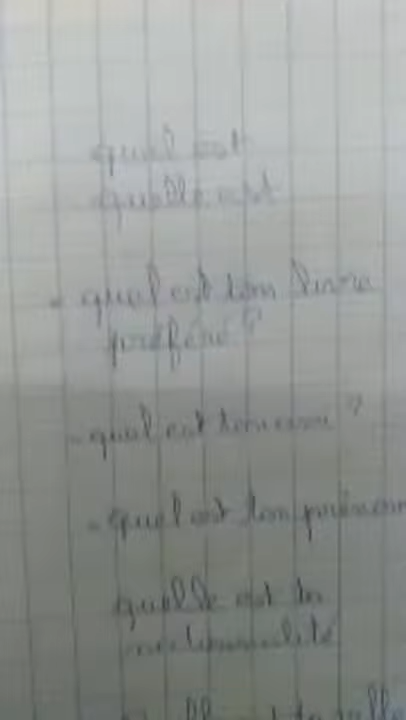 quel est
quelle est
- quel est ton livre
préféré ?
- quel est ton ?
- quel est ton prénom
quelle est ta
nationalité